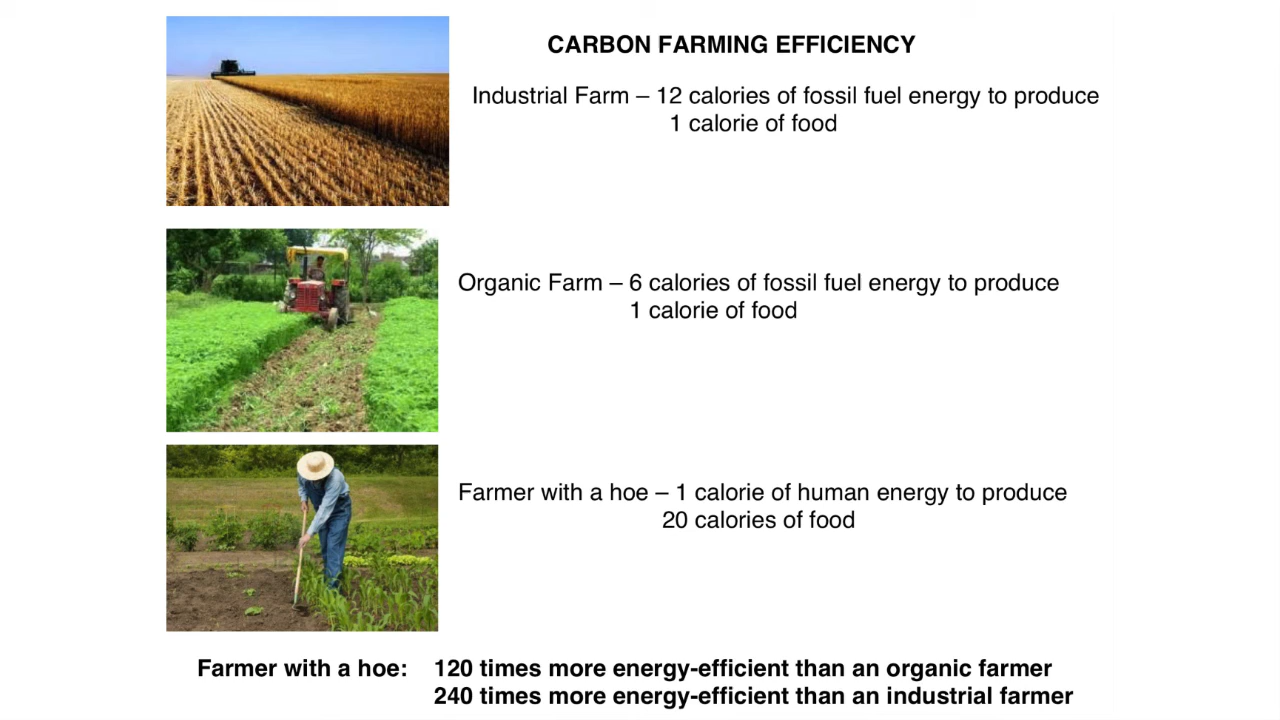 CARBON FARMING EFFICIENCY
Industrial Farm – 12 calories of fossil fuel energy to produce
1 calorie of food
Organic Farm – 6 calories of fossil fuel energy to produce
1 calorie of food
Farmer with a hoe – 1 calorie of human energy to produce
20 calories of food
Farmer with a hoe: 120 times more energy-efficient than an organic farmer
240 times more energy-efficient than an industrial farmer